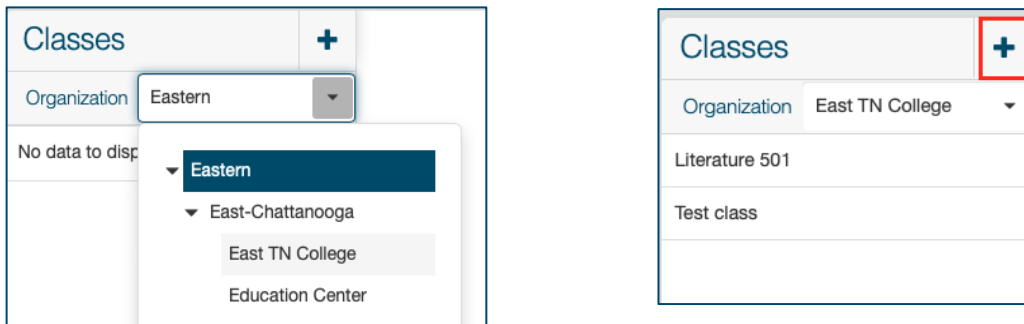 Classes +
Organization Eastern
No data to disp
Eastern
East-Chattanooga
East TN College
Education Center
Classes +
Organization East TN College
Literature 501
Test class